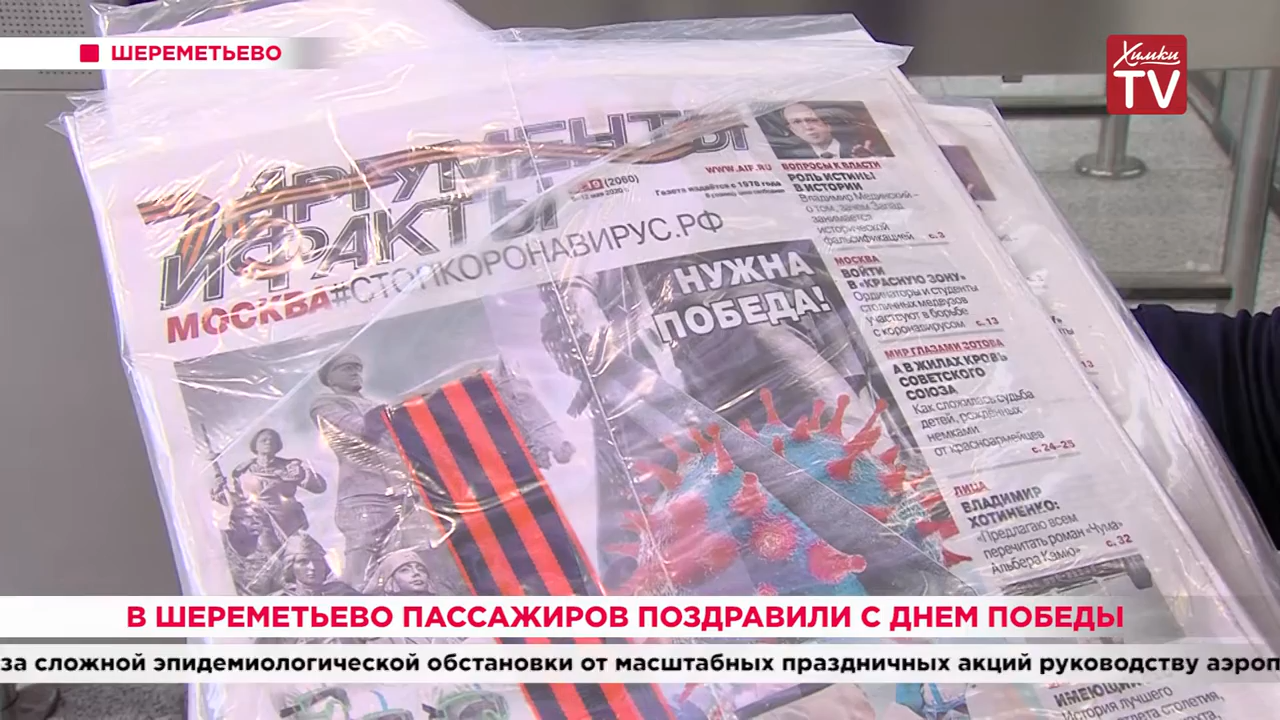 ШЕРЕМЕТЬЕВО
Химки
TV
АРГУМЕНТЫ
И ФАКТЫ
(2060)
WWW.AIF.RU
Газета издаётся с 1978 года
МОСКВА #СТОПКОРОНАВИРУС.РФ
НУЖНА
ПОБЕДА!
ВОПРОСЫ К ВЛАСТИ
РОЛЬ ИСТИНЫ
В ИСТОРИИ
Владимир Мединский –
о том, зачем Запад
занимается
исторической
фальсификацией с. 3
МОСКВА
ВОЙТИ
В «КРАСНУЮ ЗОНУ»
Ординаторы и студенты
столичных медвузов
участвуют в борьбе
с коронавирусом с. 13
МИР ГЛАЗАМИ ЗОТОВА
А В ЖИЛАХ КРОВЬ
СОВЕТСКОГО
СОЮЗА
Как сложилась судьба
детей, рождённых
немками
от красноармейцев с. 24-25
ЛИЦА
ВЛАДИМИР
ХОТИНЕНКО:
«Предлагаю всем
перечитать роман «Чума»
Альбера Камю» с. 32
В ШЕРЕМЕТЬЕВО ПАССАЖИРОВ ПОЗДРАВИЛИ С ДНЕМ ПОБЕДЫ
за сложной эпидемиологической обстановки от масштабных праздничных акций руководству аэроп
История лучшего